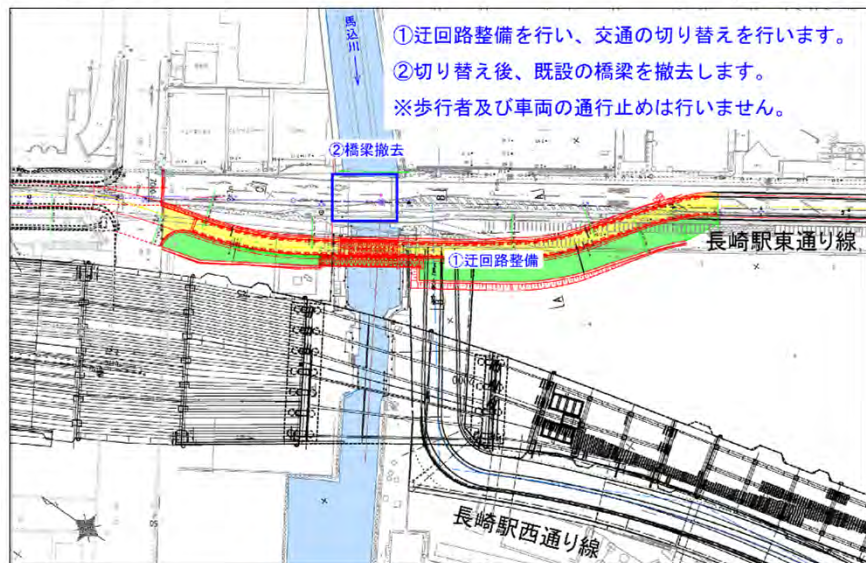 ①迂回路整備を行い、交通の切り替えを行います。
②切り替え後、既設の橋梁を撤去します。
※歩行者及び車両の通行止めは行いません。
馬込川
②橋梁撤去
①迂回路整備
長崎駅東通り線
長崎駅西通り線